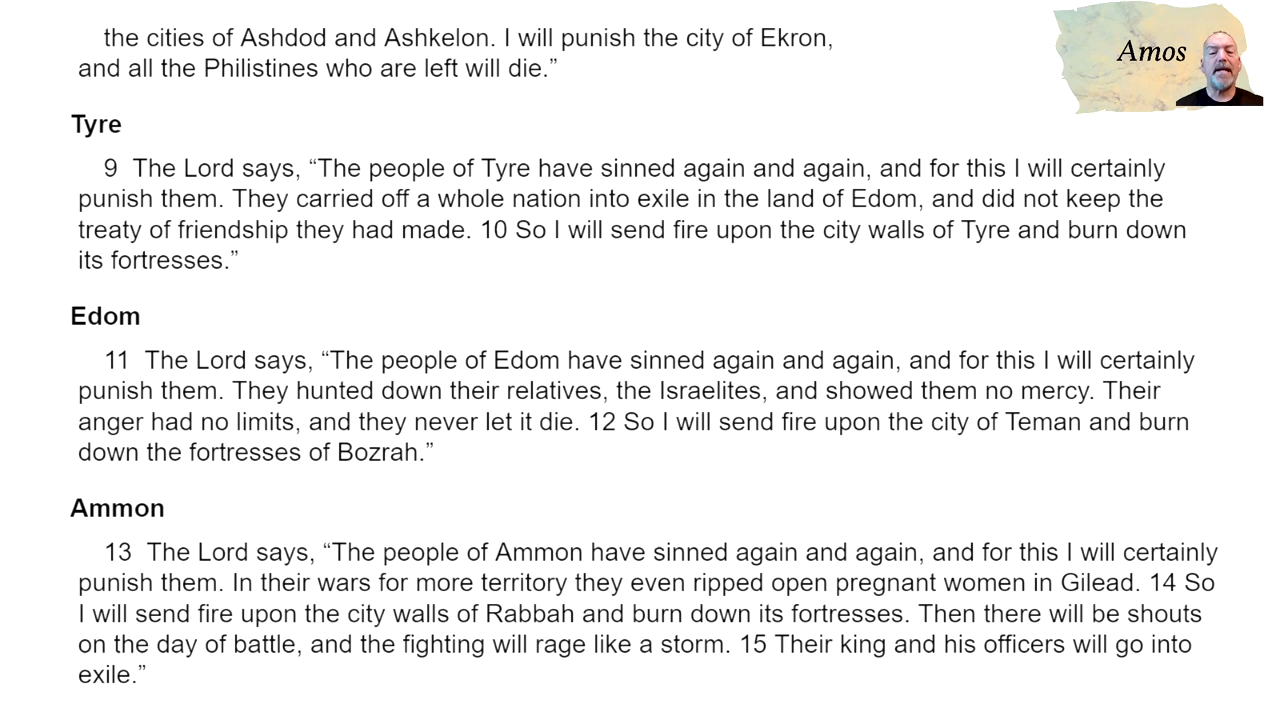 the cities of Ashdod and Ashkelon. I will punish the city of Ekron,
and all the Philistines who are left will die.”
Amos
Tyre
9 The Lord says, “The people of Tyre have sinned again and again, and for this I will certainly
punish them. They carried off a whole nation into exile in the land of Edom, and did not keep the
treaty of friendship they had made. 10 So I will send fire upon the city walls of Tyre and burn down
its fortresses.”
Edom
11 The Lord says, “The people of Edom have sinned again and again, and for this I will certainly
punish them. They hunted down their relatives, the Israelites, and showed them no mercy. Their
anger had no limits, and they never let it die. 12 So I will send fire upon the city of Teman and burn
down the fortresses of Bozrah.”
Ammon
13 The Lord says, “The people of Ammon have sinned again and again, and for this I will certainly
punish them. In their wars for more territory they even ripped open pregnant women in Gilead. 14 So
I will send fire upon the city walls of Rabbah and burn down its fortresses. Then there will be shouts
on the day of battle, and the fighting will rage like a storm. 15 Their king and his officers will go into
exile.”